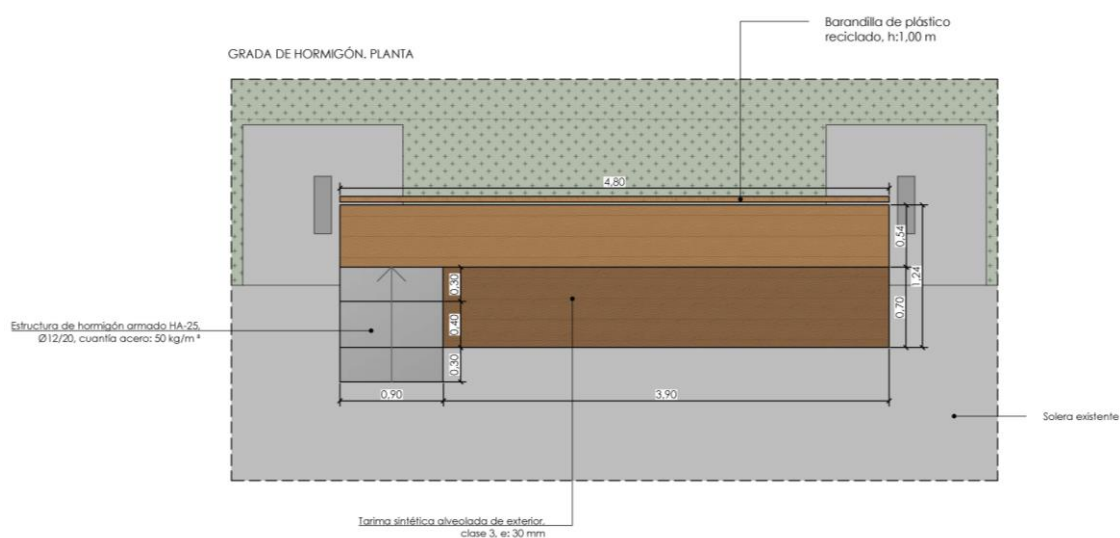 Barandilla de plástico
reciclado, h:1,00 m
GRADA DE HORMIGÓN. PLANTA
4,80
0,54
1,24
0,30
0,70
Estructura de hormigón armado HA-25,
Ø12/20, cuantía acero: 50 kg/m³
0,40
0,30
0,90
3,90
Solera existente
Tarima sintética alveolada de exterior,
clase 3, e: 30 mm